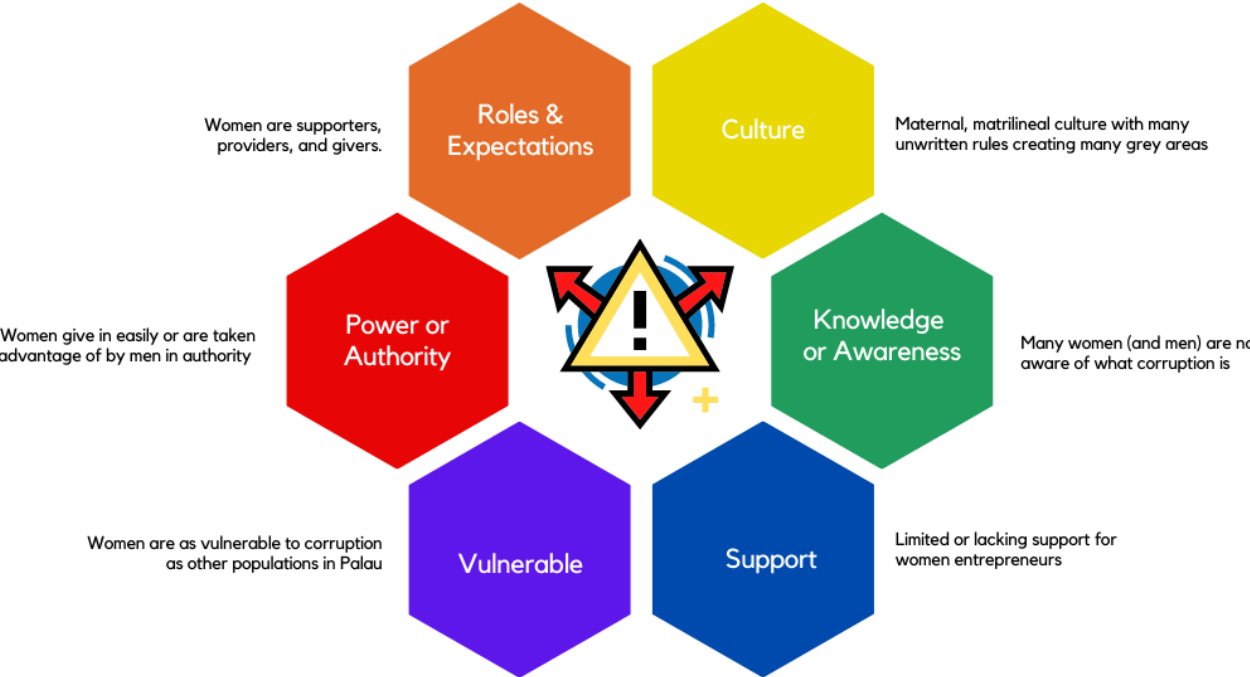 Roles &
Expectations
Women are supporters,
providers, and givers.
Culture
Maternal, matrilineal culture with many
unwritten rules creating many grey areas
Power or
Authority
Women give in easily or are taken
advantage of by men in authority
Knowledge
or Awareness
Many women (and men) are no
aware of what corruption is
Vulnerable
Women are as vulnerable to corruption
as other populations in Palau
Support
Limited or lacking support for
women entrepreneurs